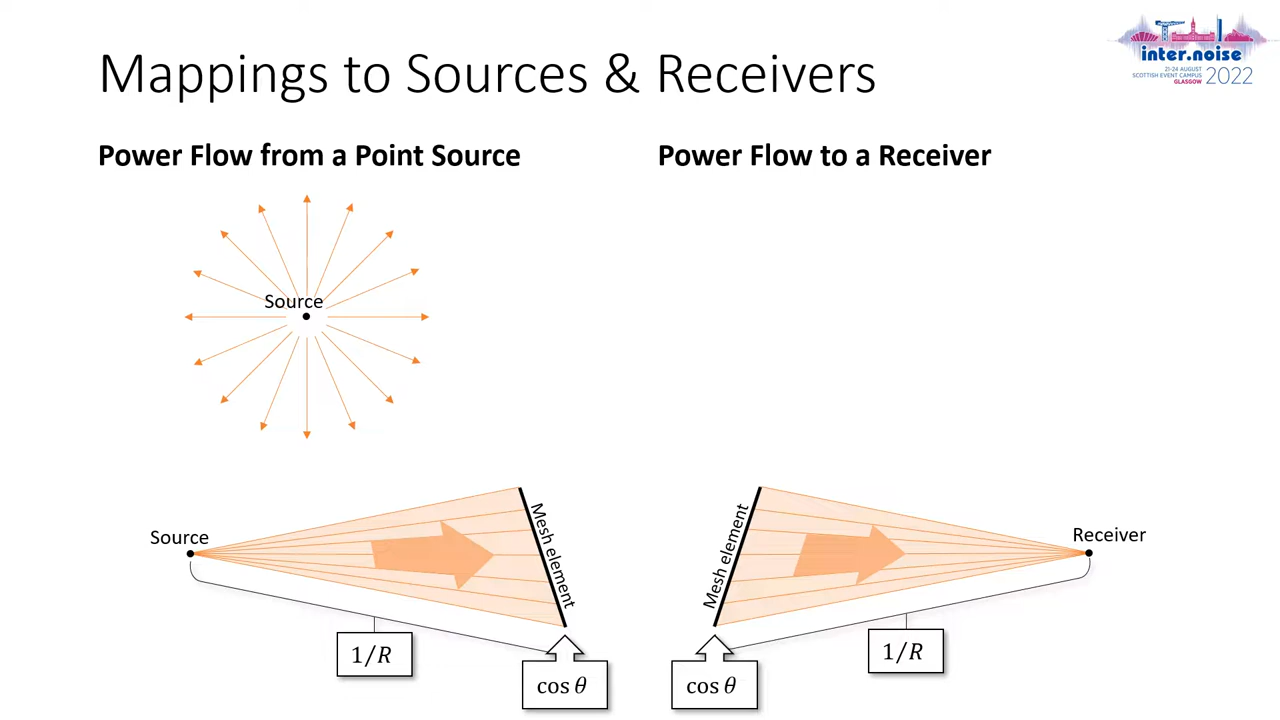 Mappings to Sources & Receivers
inter.noise
21-24 AUGUST
SCOTTISH EVENT CAMPUS
GLASGOW
2022
Power Flow from a Point Source
Power Flow to a Receiver
Source
Source
Mesh element
1/R
cos θ
Mesh element
Receiver
cos θ
1/R